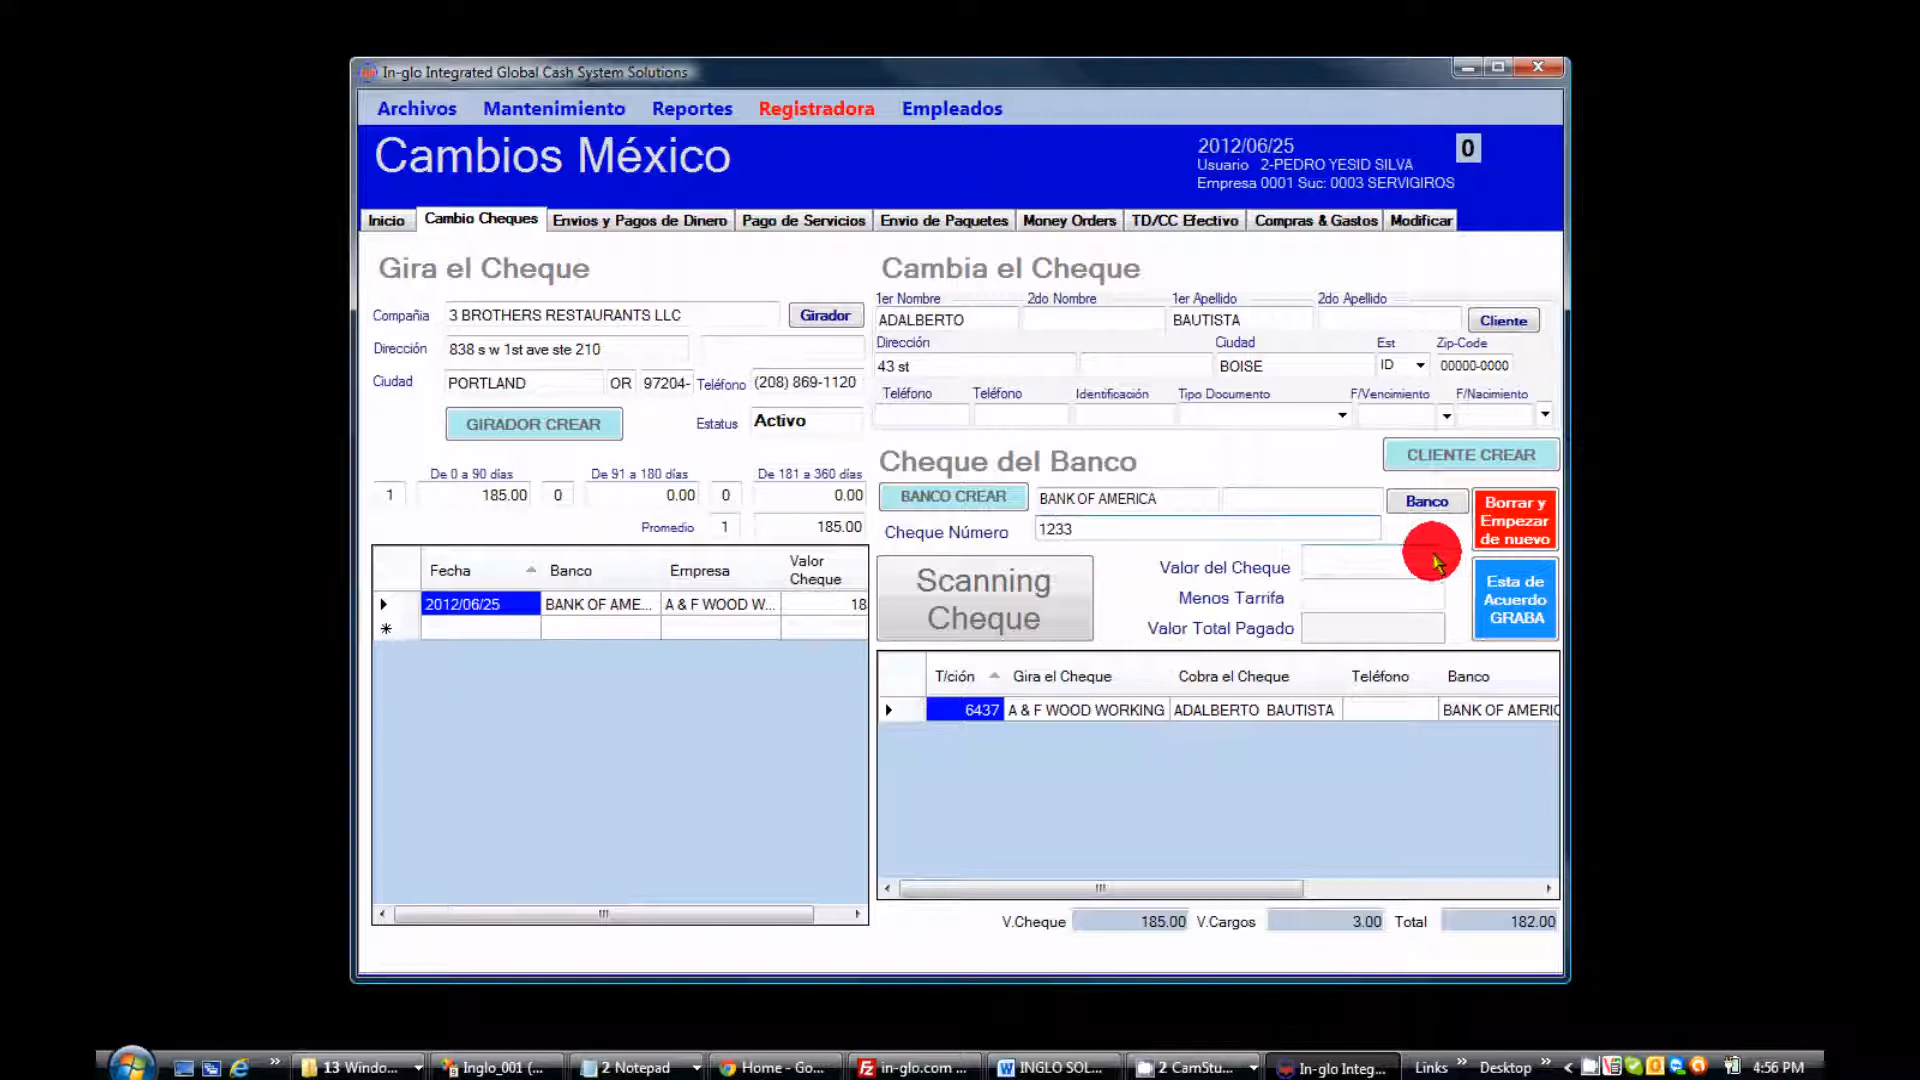 In-glo Integrated Global Cash System Solutions
Archivos Mantenimiento Reportes Registradora Empleados
Cambios México
2012/06/25
Usuario 2-PEDRO YESID SILVA
Empresa 0001 Suc: 0003 SERVIGIROS
0
Inicio Cambio Cheques Envios y Pagos de Dinero Pago de Servicios Envio de Paquetes Money Orders TD/CC Efectivo Compras & Gastos Modificar
Gira el Cheque
Compañia 3 BROTHERS RESTAURANTS LLC Girador
Dirección 838 s w 1st ave ste 210
Ciudad PORTLAND OR 97204- Teléfono (208) 869-1120
GIRADOR CREAR Estatus Activo
De 0 a 90 días De 91 a 180 días De 181 a 360 días
1 185.00 0 0.00 0 0.00
Promedio 1 185.00
Fecha Banco Empresa Valor Cheque
2012/06/25 BANK OF AME... A & F WOOD W... 18
Cambia el Cheque
1er Nombre 2do Nombre 1er Apellido 2do Apellido
ADALBERTO BAUTISTA Cliente
Dirección Ciudad Est Zip-Code
43 st BOISE ID 00000-0000
Teléfono Teléfono Identificación Tipo Documento F/Vencimiento F/Nacimiento
CLIENTE CREAR
Cheque del Banco
BANCO CREAR BANK OF AMERICA Banco
Cheque Número 1233
Borrar y
Empezar
de nuevo
Scanning
Cheque
Valor del Cheque
Menos Tarrifa
Valor Total Pagado
Esta de
Acuerdo
GRABA
T/ción Gira el Cheque Cobra el Cheque Teléfono Banco
6437 A & F WOOD WORKING ADALBERTO BAUTISTA BANK OF AMERIC
V.Cheque 185.00 V.Cargos 3.00 Total 182.00
13 Windo... Inglo_001 (... 2 Notepad Home - Go... in-glo.com ... INGLO SOL... 2 CamStu... In-glo Integ... Links Desktop 4:56 PM